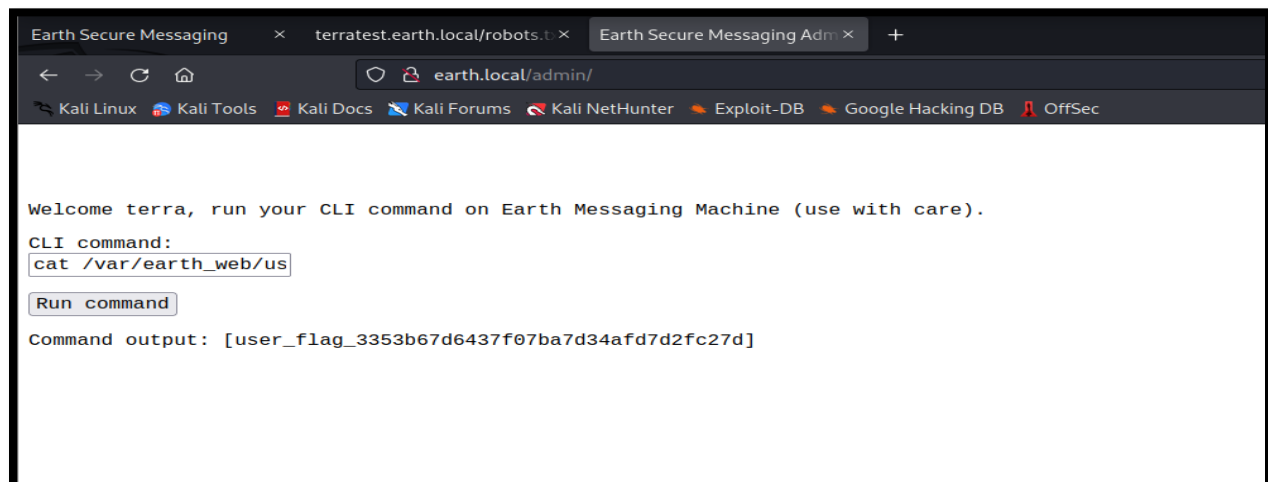 Earth Secure Messaging × terratest.earth.local/robots.t × Earth Secure Messaging Adm × +
earth.local/admin/
Kali Linux Kali Tools Kali Docs Kali Forums Kali NetHunter Exploit-DB Google Hacking DB OffSec
Welcome terra, run your CLI command on Earth Messaging Machine (use with care).
CLI command:
cat /var/earth_web/us
Run command
Command output: [user_flag_3353b67d6437f07ba7d34afd7d2fc27d]